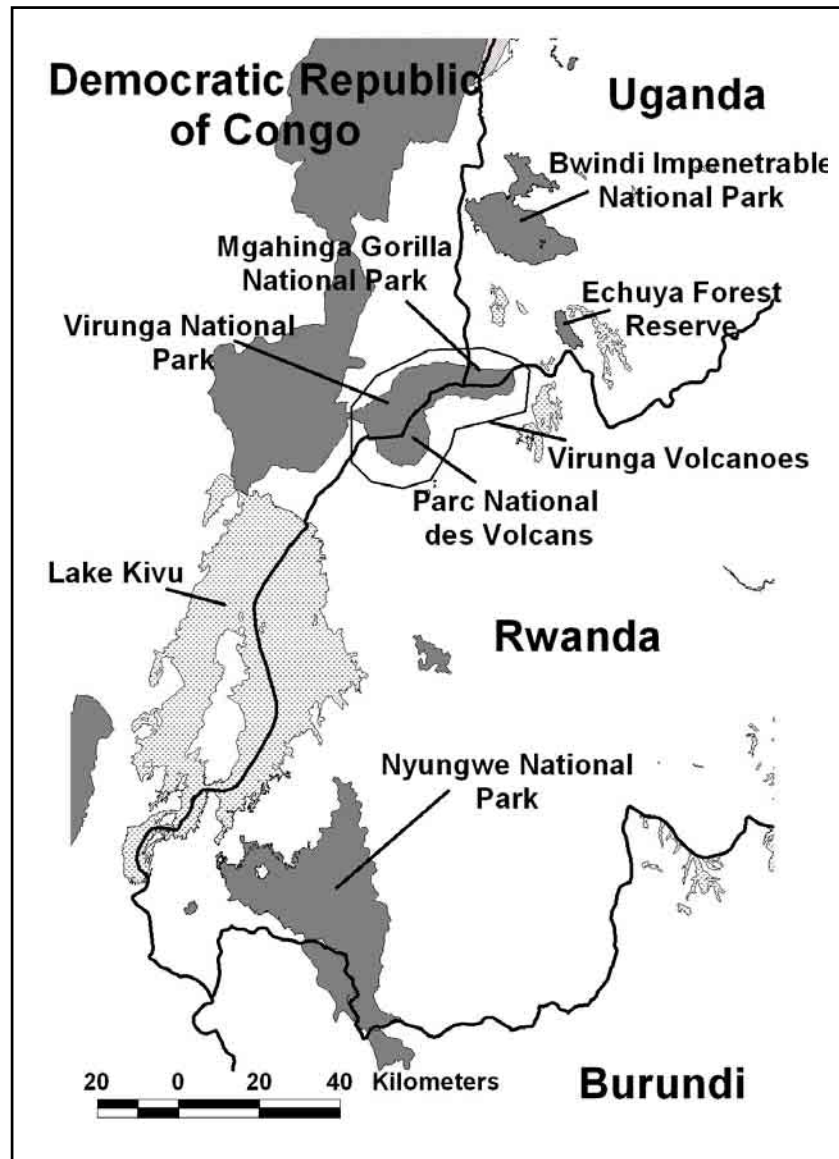 Democratic Republic
of Congo
Uganda
Bwindi Impenetrable
National Park
Mgahinga Gorilla
National Park
Echuya Forest
Reserve
Virunga National
Park
Virunga Volcanoes
Parc National
des Volcans
Lake Kivu
Rwanda
Nyungwe National
Park
20 0 20 40 Kilometers
Burundi